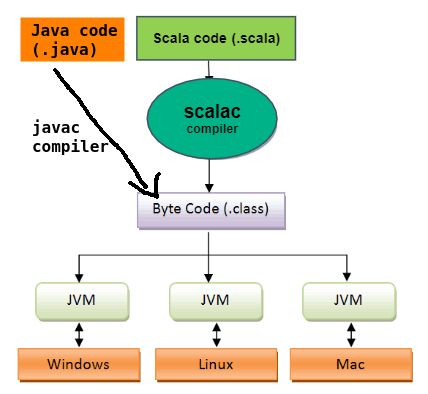 Java code
(.java)
Scala code (.scala)
scalac
compiler
javac
compiler
Byte Code (.class)
JVM
JVM
JVM
Windows
Linux
Mac